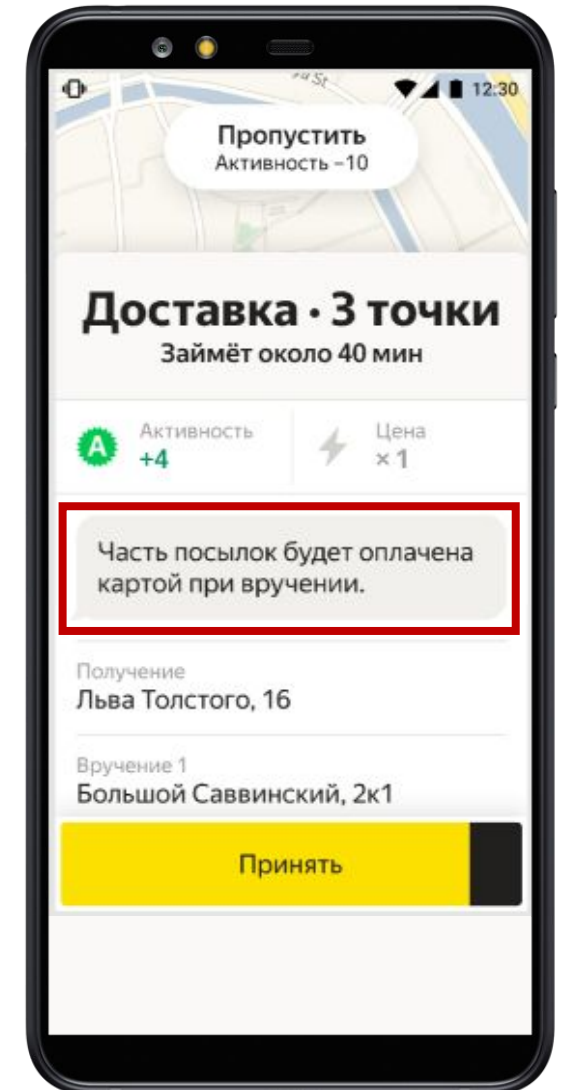 12:30
Пропустить
Активность −10
Доставка · 3 точки
Займёт около 40 мин
А
Активность
+4
Цена
× 1
Часть посылок будет оплачена
картой при вручении.
Получение
Льва Толстого, 16
Вручение 1
Большой Саввинский, 2к1
Принять